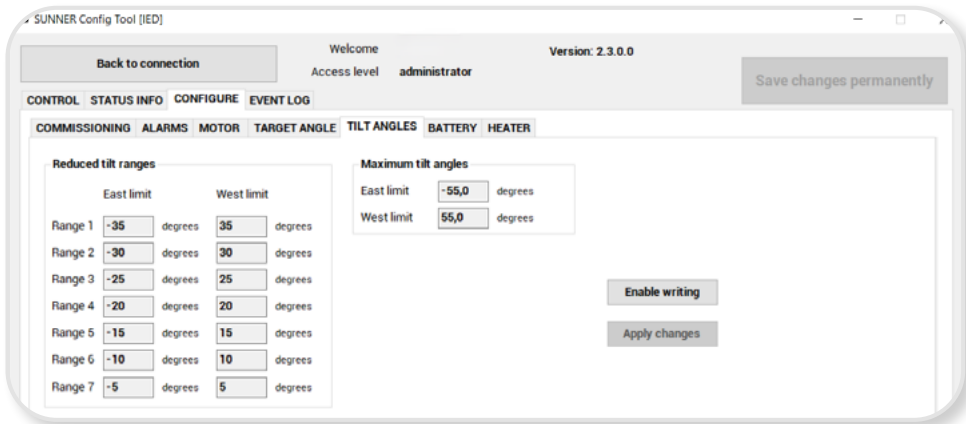 SUNNER Config Tool [IED]
Back to connection
Welcome
Version: 2.3.0.0
Access level administrator
Save changes permanently
CONTROL STATUS INFO CONFIGURE EVENT LOG
COMMISSIONING ALARMS MOTOR TARGET ANGLE TILT ANGLES BATTERY HEATER
Reduced tilt ranges
East limit West limit
Range 1 -35 degrees 35 degrees
Range 2 -30 degrees 30 degrees
Range 3 -25 degrees 25 degrees
Range 4 -20 degrees 20 degrees
Range 5 -15 degrees 15 degrees
Range 6 -10 degrees 10 degrees
Range 7 -5 degrees 5 degrees
Maximum tilt angles
East limit -55,0 degrees
West limit 55,0 degrees
Enable writing
Apply changes